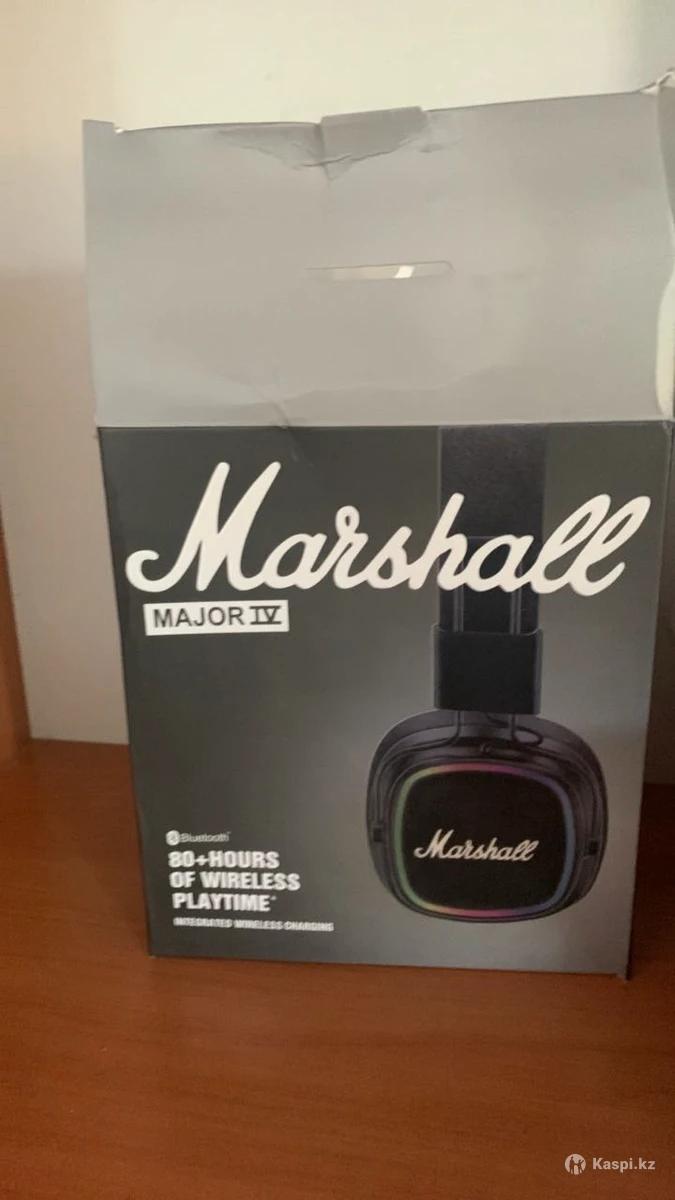 Marshall
MAJOR IV
Bluetooth
80+HOURS
OF WIRELESS
PLAYTIME*
INTEGRATED WIRELESS CHARGING
Marshall
Kaspi.kz